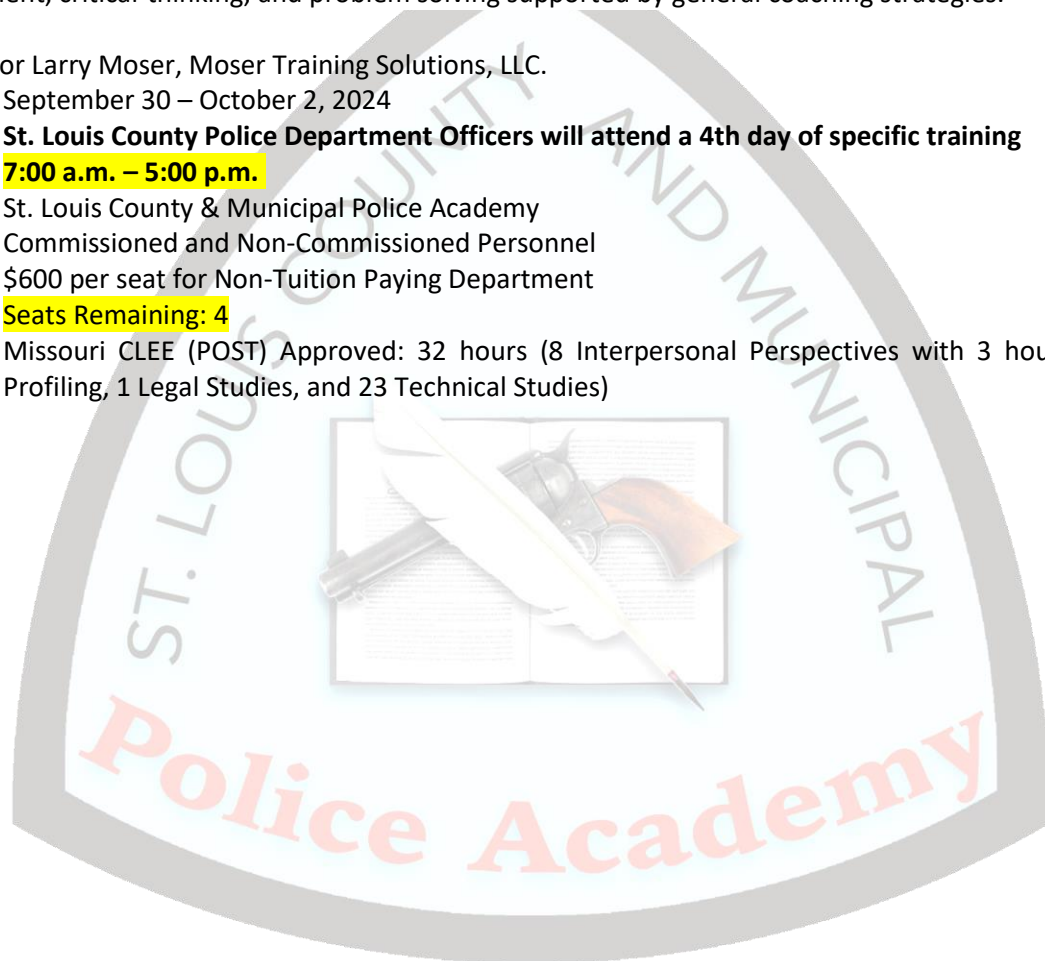 ent, critical thinking, and problem solving supported by general coaching strategies.
or Larry Moser, Moser Training Solutions, LLC.
September 30 – October 2, 2024
St. Louis County Police Department Officers will attend a 4th day of specific training
7:00 a.m. – 5:00 p.m.
St. Louis County & Municipal Police Academy
Commissioned and Non-Commissioned Personnel
$600 per seat for Non-Tuition Paying Department
Seats Remaining: 4
Missouri CLEE (POST) Approved: 32 hours (8 Interpersonal Perspectives with 3 hou
Profiling, 1 Legal Studies, and 23 Technical Studies)
ST. LOUIS COUNTY AND MUNICIPAL
Police Academy